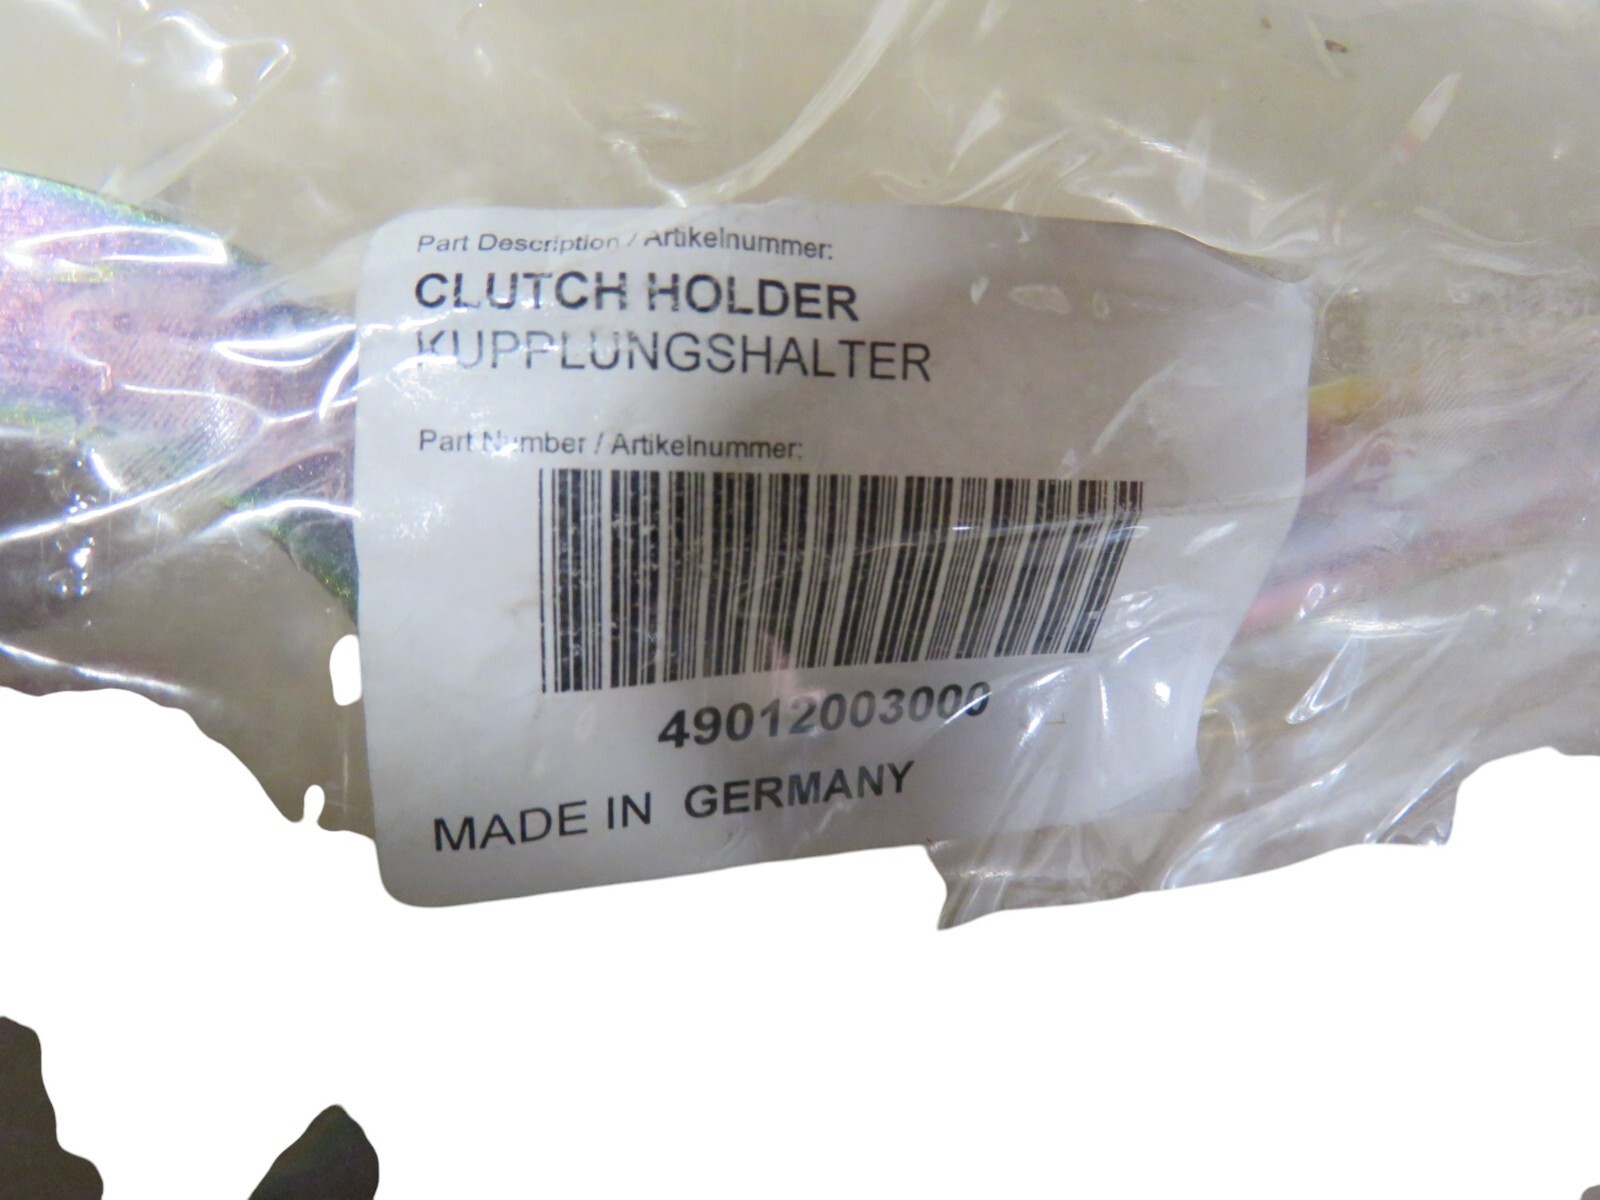 Part Description / Artikelnummer:
CLUTCH HOLDER
KUPPLUNGSHALTER
Part Number / Artikelnummer:
49012003000
MADE IN GERMANY